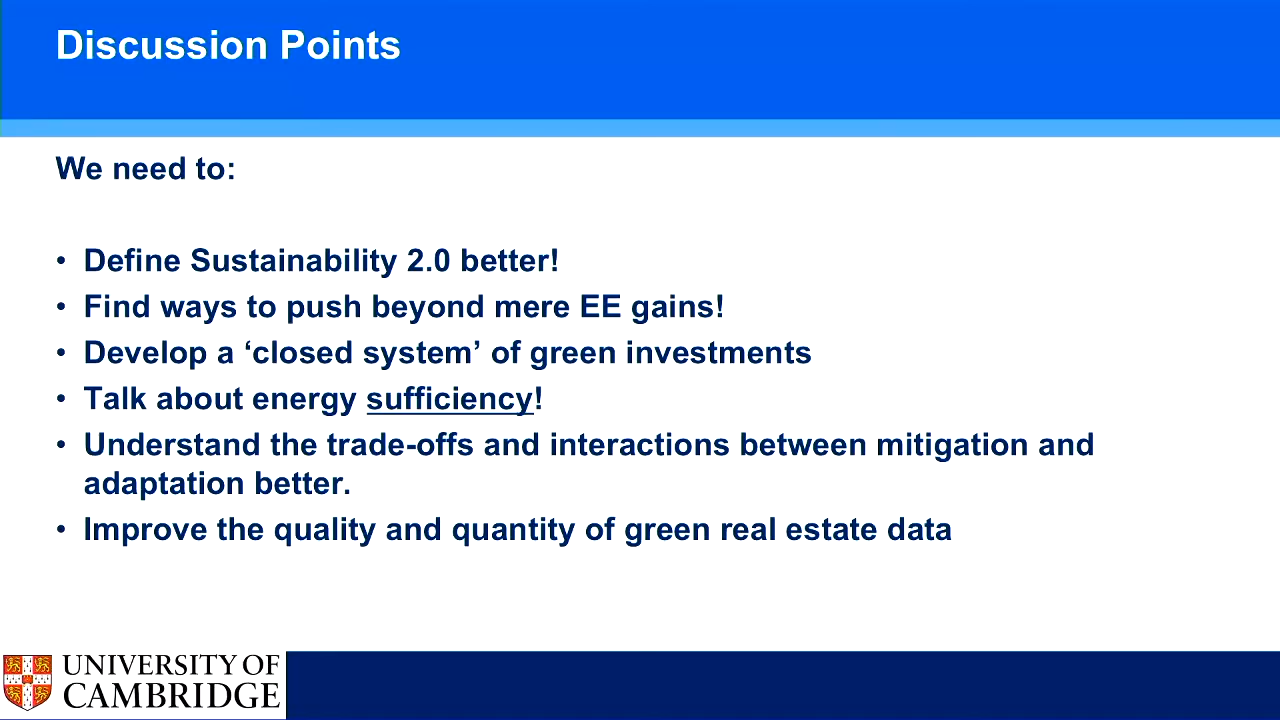 Discussion Points
We need to:
• Define Sustainability 2.0 better!
• Find ways to push beyond mere EE gains!
• Develop a ‘closed system’ of green investments
• Talk about energy sufficiency!
• Understand the trade-offs and interactions between mitigation and
adaptation better.
• Improve the quality and quantity of green real estate data
UNIVERSITY OF
CAMBRIDGE